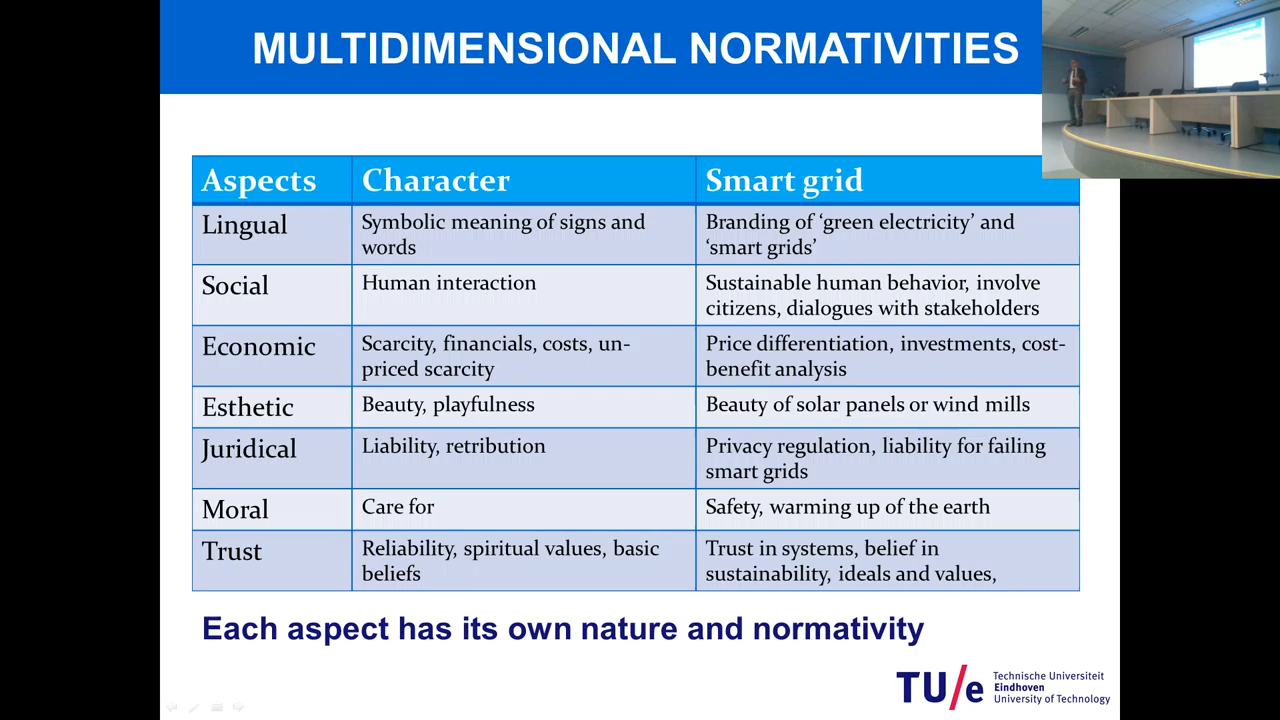 MULTIDIMENSIONAL NORMATIVITIES
Aspects Character Smart grid
Lingual Symbolic meaning of signs and words Branding of ‘green electricity’ and ‘smart grids’
Social Human interaction Sustainable human behavior, involve citizens, dialogues with stakeholders
Economic Scarcity, financials, costs, un-priced scarcity Price differentiation, investments, cost-benefit analysis
Esthetic Beauty, playfulness Beauty of solar panels or wind mills
Juridical Liability, retribution Privacy regulation, liability for failing smart grids
Moral Care for Safety, warming up of the earth
Trust Reliability, spiritual values, basic beliefs Trust in systems, belief in sustainability, ideals and values,
Each aspect has its own nature and normativity
TU/e Technische Universiteit
Eindhoven
University of Technology